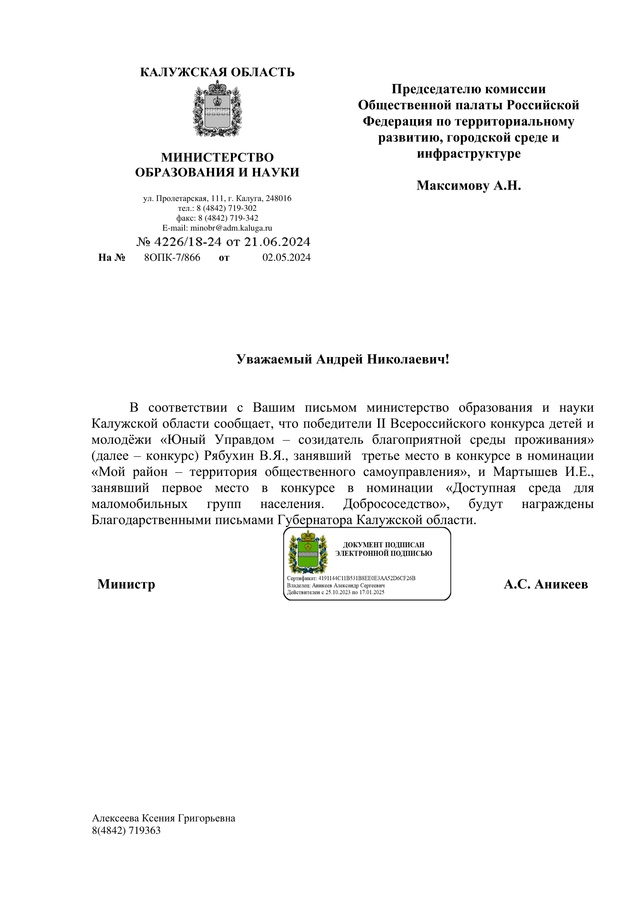 КАЛУЖСКАЯ ОБЛАСТЬ
МИНИСТЕРСТВО
ОБРАЗОВАНИЯ И НАУКИ
ул. Пролетарская, 111, г. Калуга, 248016
тел.: 8 (4842) 719-302
факс: 8 (4842) 719-342
E-mail: minobr@adm.kaluga.ru
№ 4226/18-24 от 21.06.2024
На № 8ОПК-7/866 от 02.05.2024
Председателю комиссии
Общественной палаты Российской
Федерация по территориальному
развитию, городской среде и
инфраструктуре
Максимову А.Н.
Уважаемый Андрей Николаевич!
В соответствии с Вашим письмом министерство образования и науки
Калужской области сообщает, что победители II Всероссийского конкурса детей и
молодёжи «Юный Управдом – созидатель благоприятной среды проживания»
(далее – конкурс) Рябухин В.Я., занявший третье место в конкурсе в номинации
«Мой район – территория общественного самоуправления», и Мартышев И.Е.,
занявший первое место в конкурсе в номинации «Доступная среда для
маломобильных групп населения. Добрососедство», будут награждены
Благодарственными письмами Губернатора Калужской области.
ДОКУМЕНТ ПОДПИСАН
ЭЛЕКТРОННОЙ ПОДПИСЬЮ
Сертификат:
Владелец: Аникеев Александр Сергеевич
Действителен с 25.10.2023 по 17.01.2025
Министр
А.С. Аникеев
Алексеева Ксения Григорьевна
8(4842) 719363